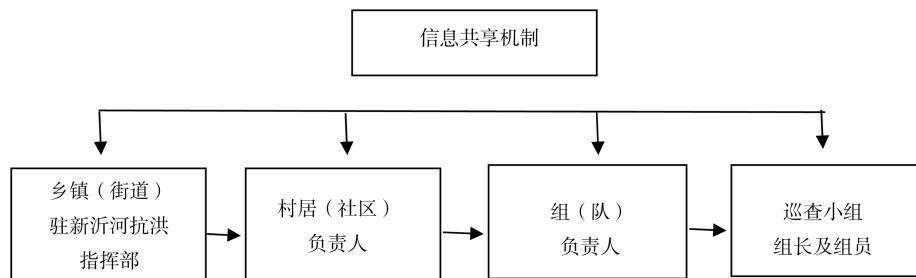 信息共享机制
乡镇（街道）
驻新沂河抗洪
指挥部
村居（社区）
负责人
组（队）
负责人
巡查小组
组长及组员